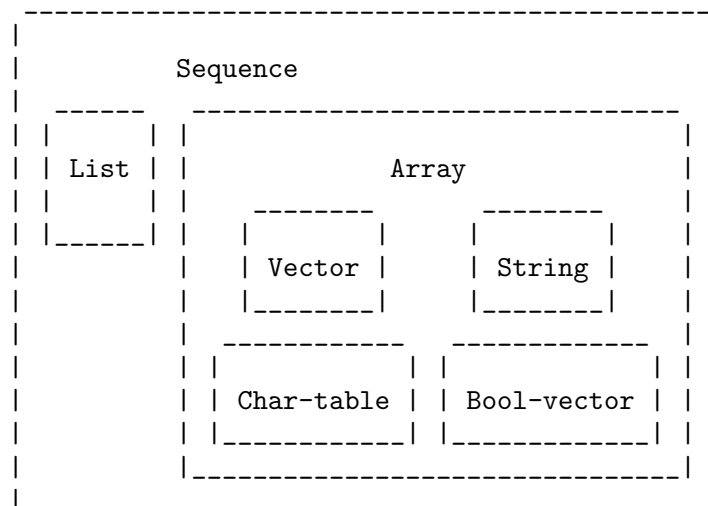 Sequence
List
Array
Vector String
Char-table Bool-vector